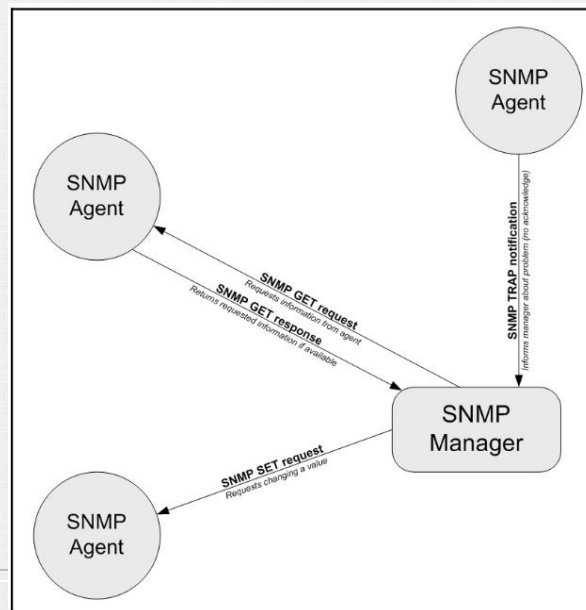 SNMP
Agent
SNMP
Agent
SNMP TRAP notification
Informs manager about problem (no acknowledge)
SNMP GET request
Requests information from agent
SNMP GET response
Returns requested information if available
SNMP
Manager
SNMP SET request
Requests changing a value
SNMP
Agent